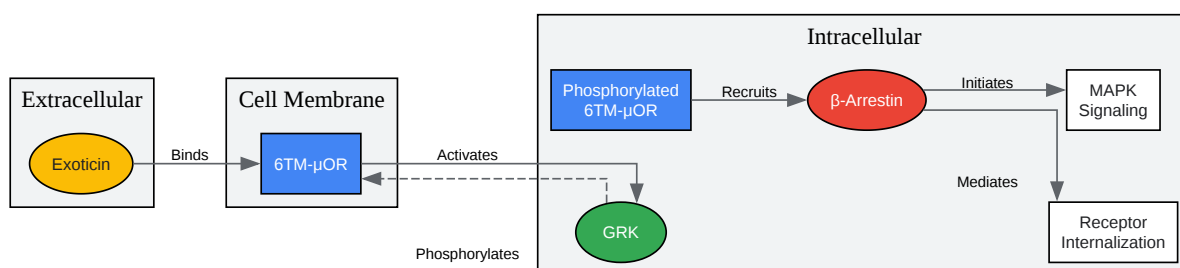 Intracellular
Extracellular
Cell Membrane
Phosphorylated
6TM-μOR
Recruits
β-Arrestin
Initiates
MAPK
Signaling
Exoticin
Binds
6TM-μOR
Activates
Mediates
GRK
Phosphorylates
Receptor
Internalization